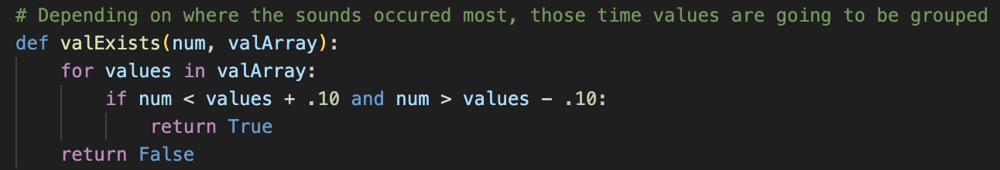 # Depending on where the sounds occured most, those time values are going to be grouped
def valExists(num, valArray):
    for values in valArray:
        if num < values + .10 and num > values - .10:
            return True
    return False